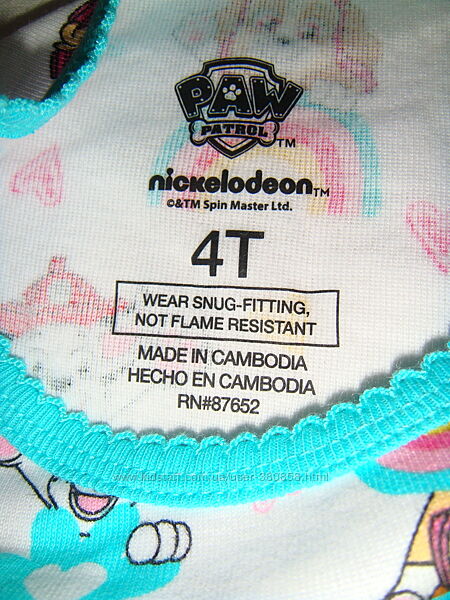 PAW
PATROL TM
nickelodeon TM
©&TM Spin Master Ltd.
4T
WEAR SNUG-FITTING,
NOT FLAME RESISTANT
MADE IN CAMBODIA
HECHO EN CAMBODIA
RN#87652